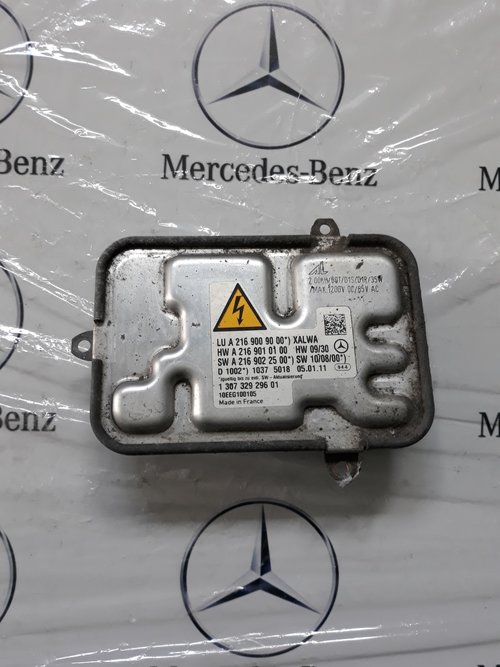 -Benz
Mercedes-Benz
LU A 216 900 90 00*) XALWA
HW A 216 901 01 00 HW 09/30
SW A 216 902 25 00*) SW 10/08/00*)
D 1002*) 1037 5018 05.01.11 944
1 307 329 296 01
10EEG100105
Made in France